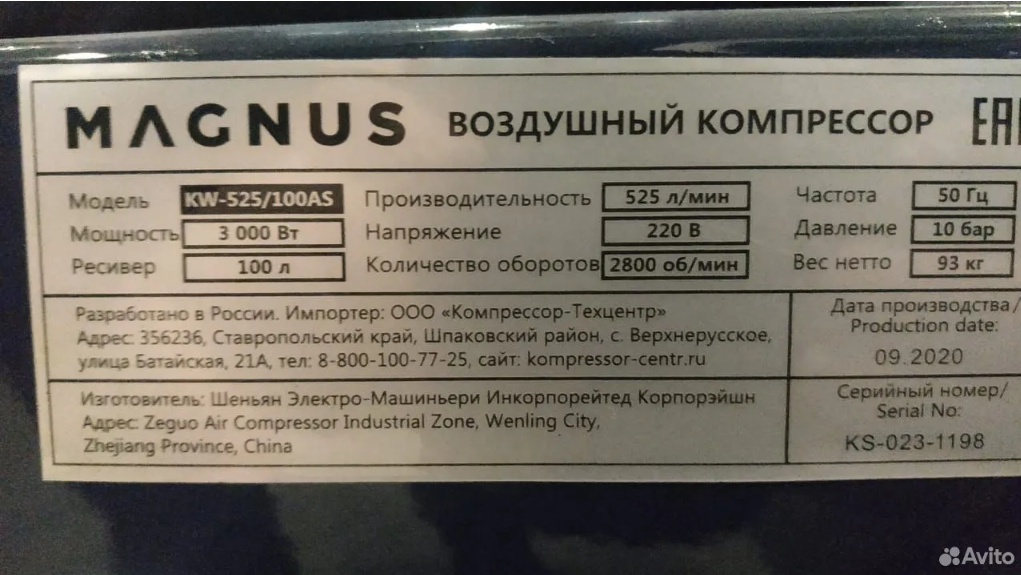 MAGNUS ВОЗДУШНЫЙ КОМПРЕССОР EAC
Модель KW-525/100AS Производительность 525 л/мин Частота 50 Гц
Мощность 3 000 Вт Напряжение 220 В Давление 10 бар
Ресивер 100 л Количество оборотов 2800 об/мин Вес нетто 93 кг
Разработано в России. Импортер: ООО «Компрессор-Техцентр»
Адрес: 356236, Ставропольский край, Шпаковский район, с. Верхнерусское,
улица Батайская, 21А, тел: 8-800-100-77-25, сайт: kompressor-centr.ru
Дата производства/
Production date:
09.2020
Изготовитель: Шеньян Электро-Машиньери Инкорпорейтед Корпорэйшн
Адрес: Zeguo Air Compressor Industrial Zone, Wenling City,
Zhejiang Province, China
Серийный номер/
Serial No:
KS-023-1198
Avito